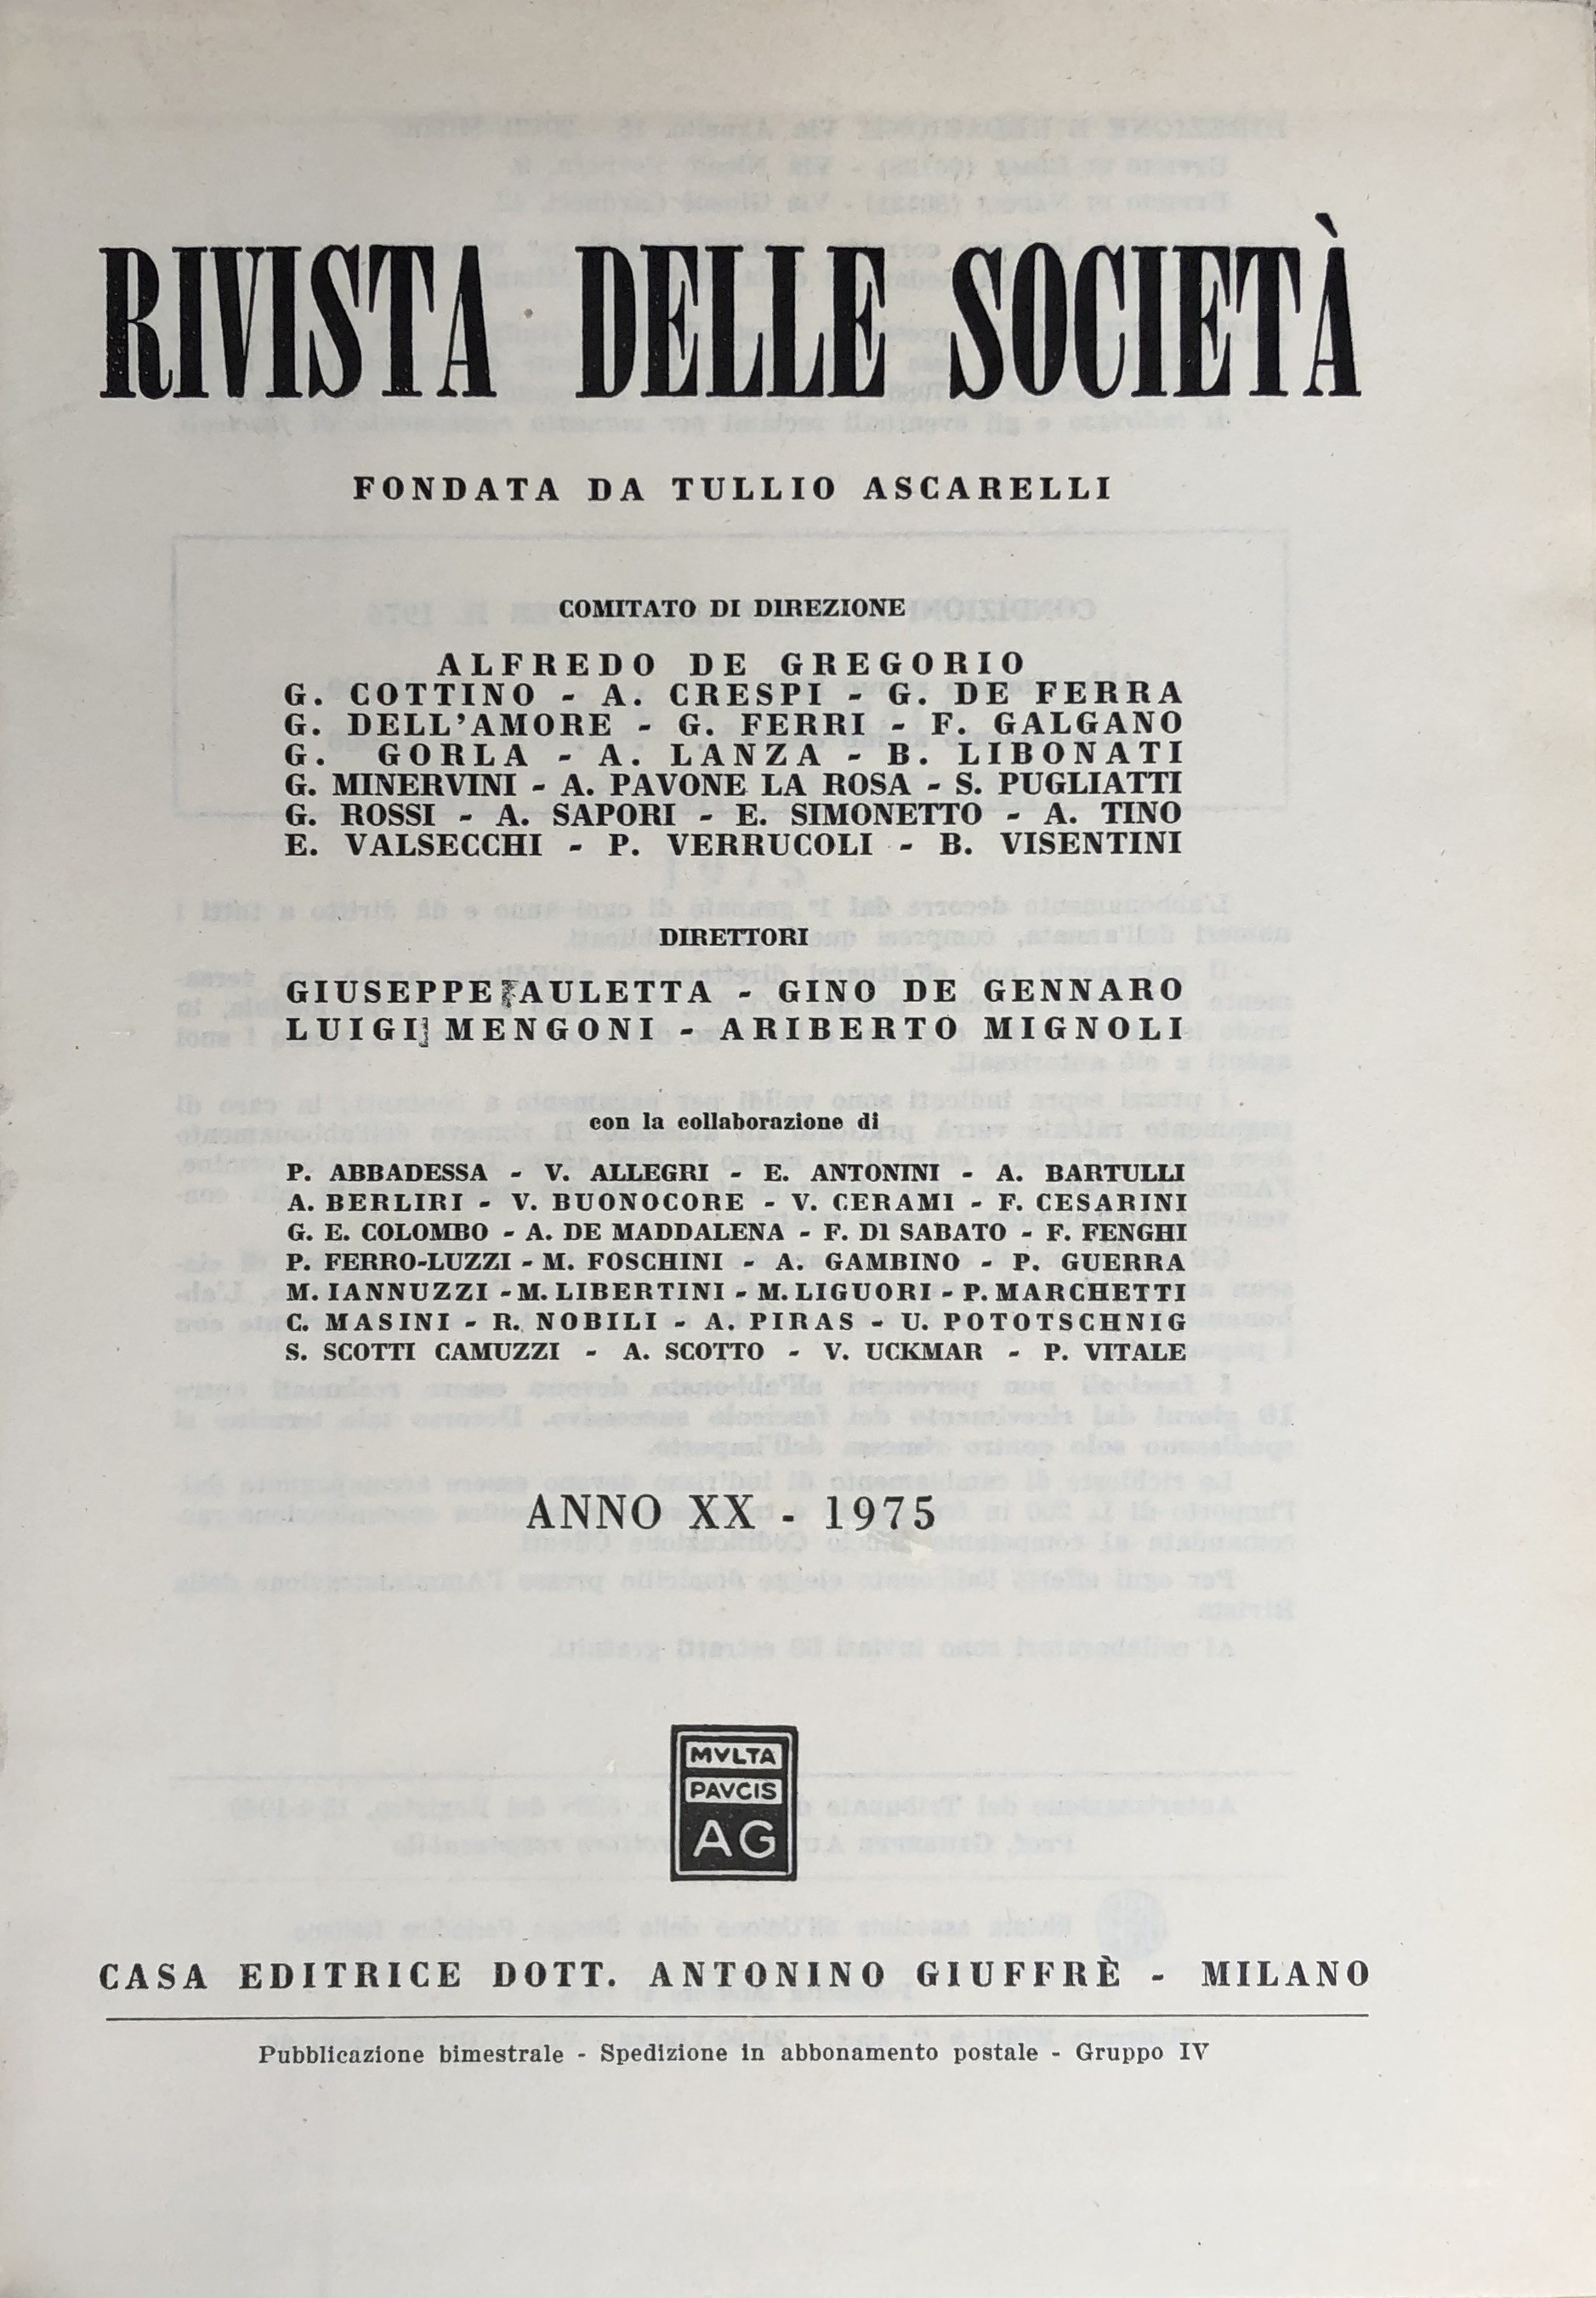 RIVISTA DELLE SOCIETÀ
FONDATA DA TULLIO ASCARELLI
COMITATO DI DIREZIONE
ALFREDO DE GREGORIO
G. COTTINO - A. CRESPI - G. DE FERRA
G. DELL'AMORE - G. FERRI - F. GALGANO
G. GORLA - A. LANZA - B. LIBONATI
G. MINERVINI - A. PAVONE LA ROSA - S. PUGLIATTI
G. ROSSI - A. SAPORI - E. SIMONETTO - A. TINO
E. VALSECCHI - P. VERRUCOLI - B. VISENTINI
DIRETTORI
GIUSEPPE AULETTA - GINO DE GENNARO
LUIGI MENGONI - ARIBERTO MIGNOLI
con la collaborazione di
P. ABBADESSA - V. ALLEGRI - E. ANTONINI - A. BARTULLI
A. BERLIRI - V. BUONOCORE - V. CERAMI - F. CESARINI
G. E. COLOMBO - A. DE MADDALENA - F. DI SABATO - F. FENGHI
P. FERRO-LUZZI - M. FOSCHINI - A. GAMBINO - P. GUERRA
M. IANNUZZI - M. LIBERTINI - M. LIGUORI - P. MARCHETTI
C. MASINI - R. NOBILI - A. PIRAS - U. POTOTSCHNIG
S. SCOTTI CAMUZZI - A. SCOTTO - V. UCKMAR - P. VITALE
ANNO XX - 1975
MVLTA
PAVCIS
AG
CASA EDITRICE DOTT. ANTONINO GIUFFRÈ - MILANO
Pubblicazione bimestrale - Spedizione in abbonamento postale - Gruppo IV